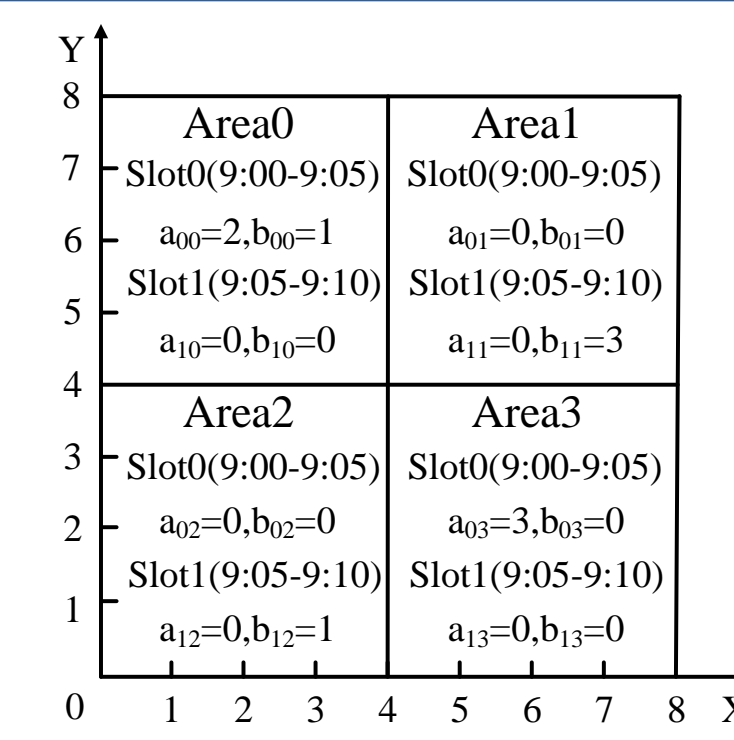 Y
8
Area0
Area1
7
Slot0(9:00-9:05)
Slot0(9:00-9:05)
6
a₀₀=2,b₀₀=1
a₀₁=0,b₀₁=0
Slot1(9:05-9:10)
Slot1(9:05-9:10)
5
a₁₀=0,b₁₀=0
a₁₁=0,b₁₁=3
4
Area2
Area3
3
Slot0(9:00-9:05)
Slot0(9:00-9:05)
2
a₀₂=0,b₀₂=0
a₀₃=3,b₀₃=0
Slot1(9:05-9:10)
Slot1(9:05-9:10)
1
a₁₂=0,b₁₂=1
a₁₃=0,b₁₃=0
0 1 2 3 4 5 6 7 8 X